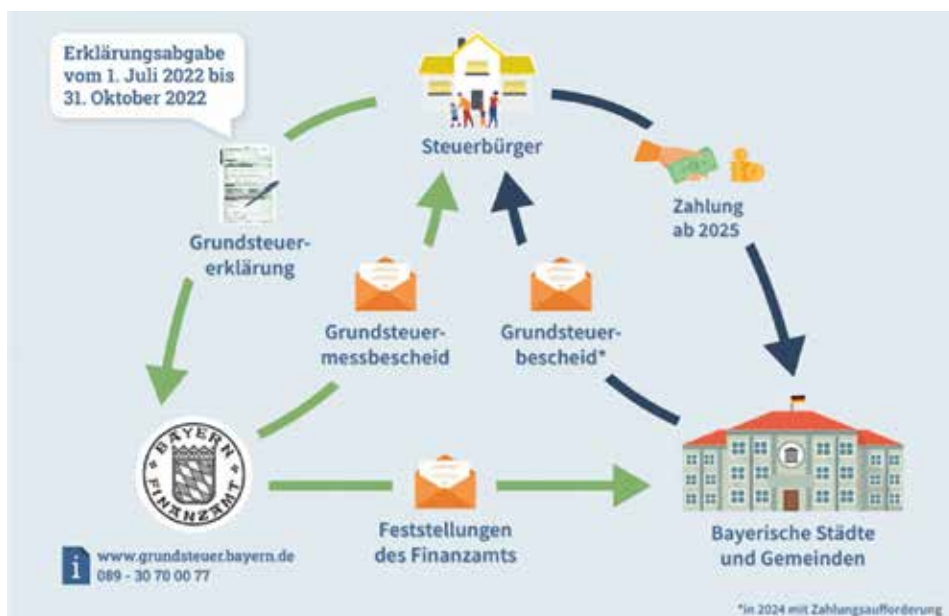 Erklärungsabgabe
vom 1. Juli 2022 bis
31. Oktober 2022
Steuerbürger
Grundsteuer-
erklärung
Zahlung
ab 2025
Grundsteuer-
messbescheid
Grundsteuer-
bescheid*
BAYERN
FINANZAMT
Feststellungen
des Finanzamts
Bayerische Städte
und Gemeinden
i
www.grundsteuer.bayern.de
089 - 30 70 00 77
*in 2024 mit Zahlungsaufforderung